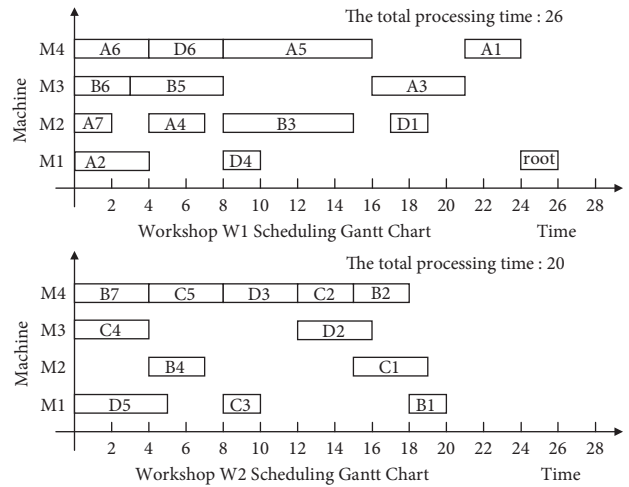 The total processing time : 26
M4 A6 D6 A5 A1
M3 B6 B5 A3
M2 A7 A4 B3 D1
M1 A2 D4 root
Machine
2 4 6 8 10 12 14 16 18 20 22 24 26 28
Workshop W1 Scheduling Gantt Chart Time
The total processing time : 20
M4 B7 C5 D3 C2 B2
M3 C4 D2
M2 B4 C1
M1 D5 C3 B1
Machine
2 4 6 8 10 12 14 16 18 20 22 24 26 28
Workshop W2 Scheduling Gantt Chart Time